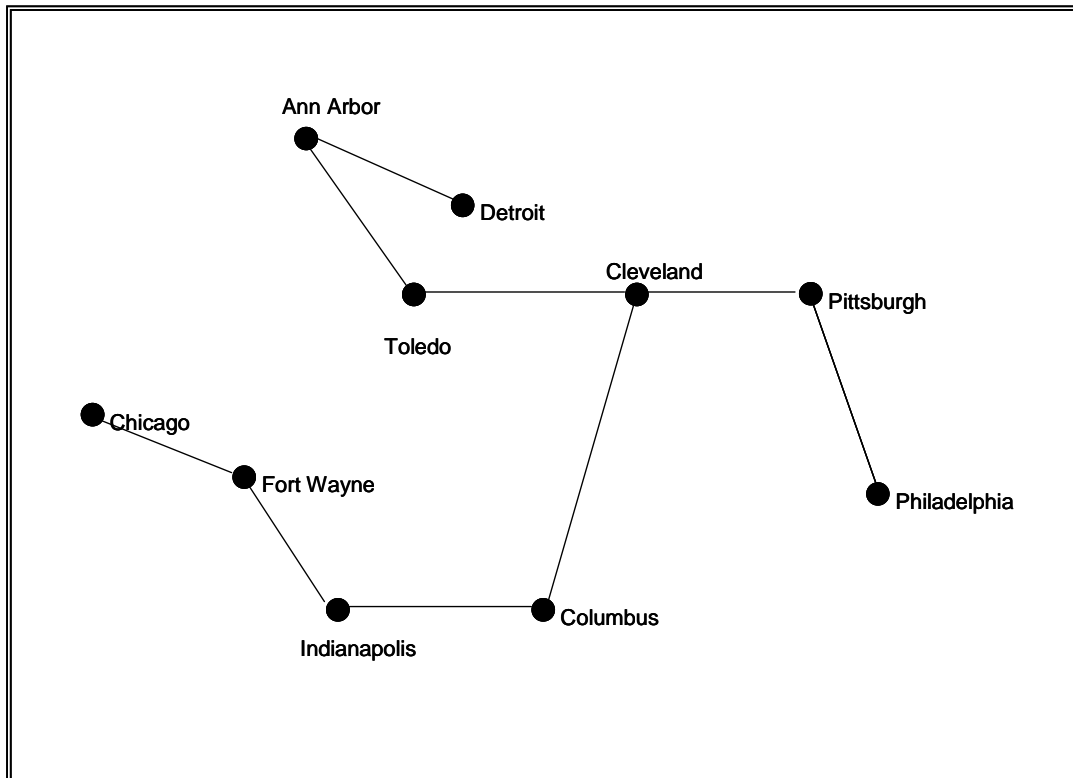 Ann Arbor
Detroit
Cleveland
Pittsburgh
Toledo
Chicago
Fort Wayne
Philadelphia
Columbus
Indianapolis